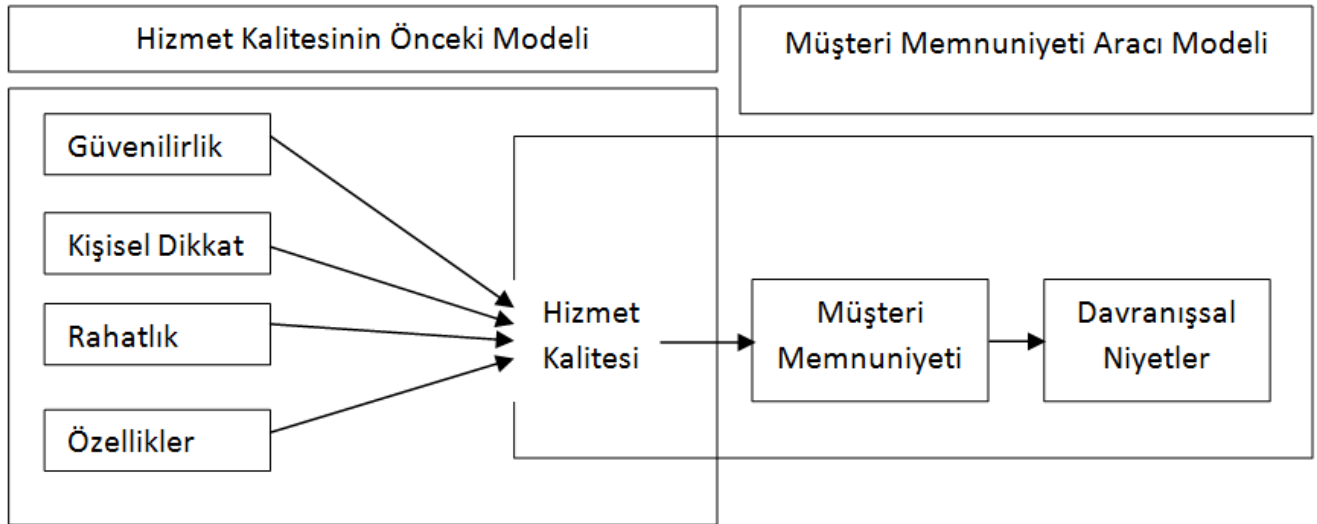 Hizmet Kalitesinin Önceki Modeli
Müşteri Memnuniyeti Aracı Modeli
Güvenilirlik
Kişisel Dikkat
Rahatlık
Özellikler
Hizmet
Kalitesi
Müşteri
Memnuniyeti
Davranışsal
Niyetler